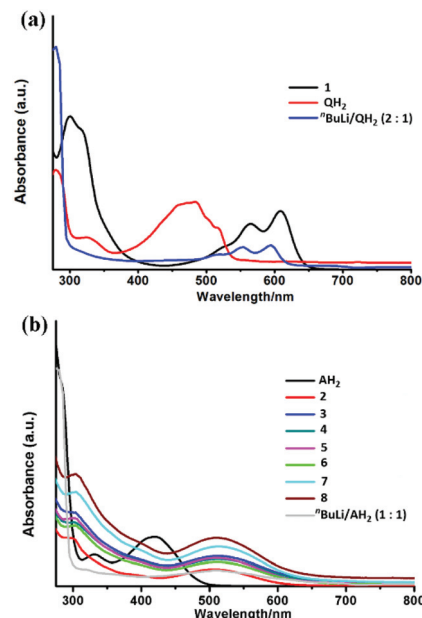 (a)
1
QH₂
ⁿBuLi/QH₂ (2 : 1)
Absorbance (a.u.)
300 400 500 600 700 800
Wavelength/nm
(b)
AH₂
2
3
4
5
6
7
8
ⁿBuLi/AH₂ (1 : 1)
Absorbance (a.u.)
300 400 500 600 700 800
Wavelength/nm